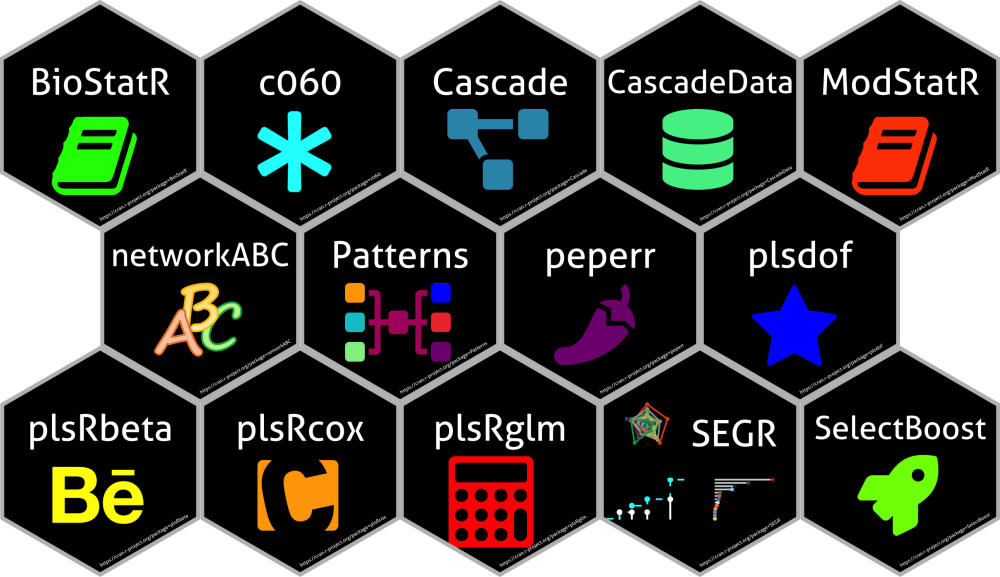 BioStatR
c060
Cascade
CascadeData
ModStatR
https://cran.r-project.org/package=BioStatR
https://cran.r-project.org/package=c060
https://cran.r-project.org/package=Cascade
https://cran.r-project.org/package=CascadeData
https://cran.r-project.org/package=ModStatR
networkABC
Patterns
peperr
plsdof
ABC
https://cran.r-project.org/package=networkABC
https://cran.r-project.org/package=Patterns
https://cran.r-project.org/package=peperr
https://cran.r-project.org/package=plsdof
plsRbeta
plsRcox
plsRglm
SEGR
SelectBoost
Bē
C
https://cran.r-project.org/package=plsRbeta
https://cran.r-project.org/package=plsRcox
https://cran.r-project.org/package=plsRglm
https://cran.r-project.org/package=SEGR
https://cran.r-project.org/package=SelectBoost